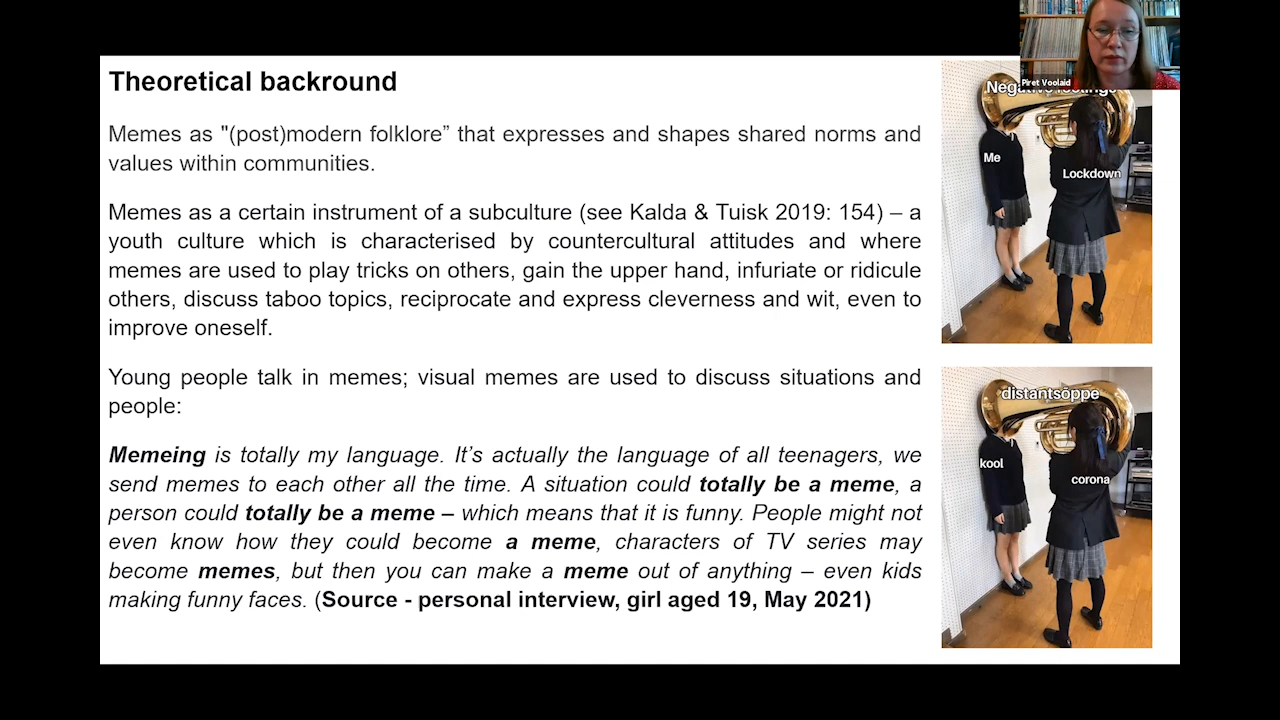 Theoretical backround
Memes as "(post)modern folklore” that expresses and shapes shared norms and
values within communities.
Memes as a certain instrument of a subculture (see Kalda & Tuisk 2019: 154) – a
youth culture which is characterised by countercultural attitudes and where
memes are used to play tricks on others, gain the upper hand, infuriate or ridicule
others, discuss taboo topics, reciprocate and express cleverness and wit, even to
improve oneself.
Young people talk in memes; visual memes are used to discuss situations and
people:
Memeing is totally my language. It’s actually the language of all teenagers, we
send memes to each other all the time. A situation could totally be a meme, a
person could totally be a meme – which means that it is funny. People might not
even know how they could become a meme, characters of TV series may
become memes, but then you can make a meme out of anything – even kids
making funny faces. (Source - personal interview, girl aged 19, May 2021)
Piret Voolaid
Negative feelings
Me
Lockdown
distantsõppe
kool
corona